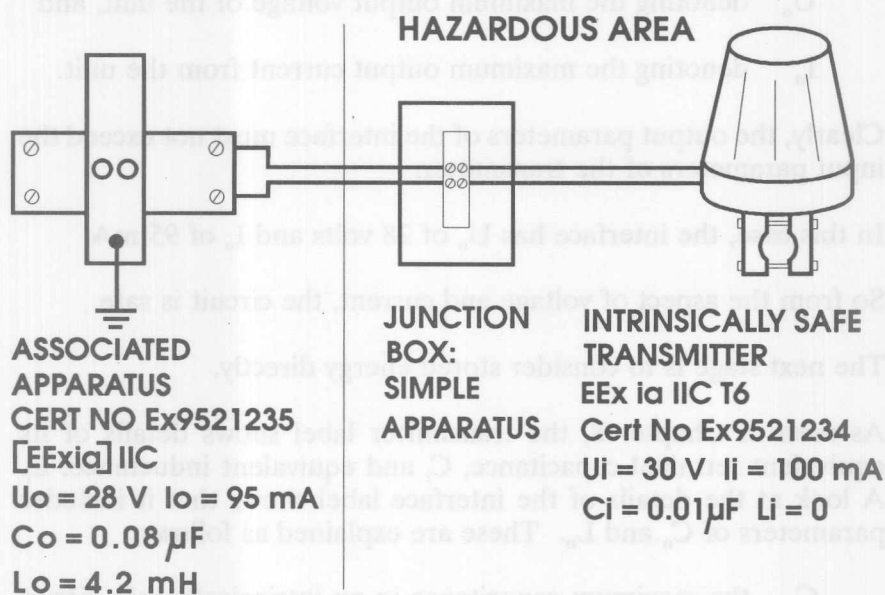 HAZARDOUS AREA
ASSOCIATED
APPARATUS
CERT NO Ex9521235
[EExia] IIC
Uo = 28 V Io = 95 mA
Co = 0.08µF
Lo = 4.2 mH
JUNCTION
BOX:
SIMPLE
APPARATUS
INTRINSICALLY SAFE
TRANSMITTER
EEx ia IIC T6
Cert No Ex9521234
Ui = 30 V Ii = 100 mA
Ci = 0.01µF Li = 0